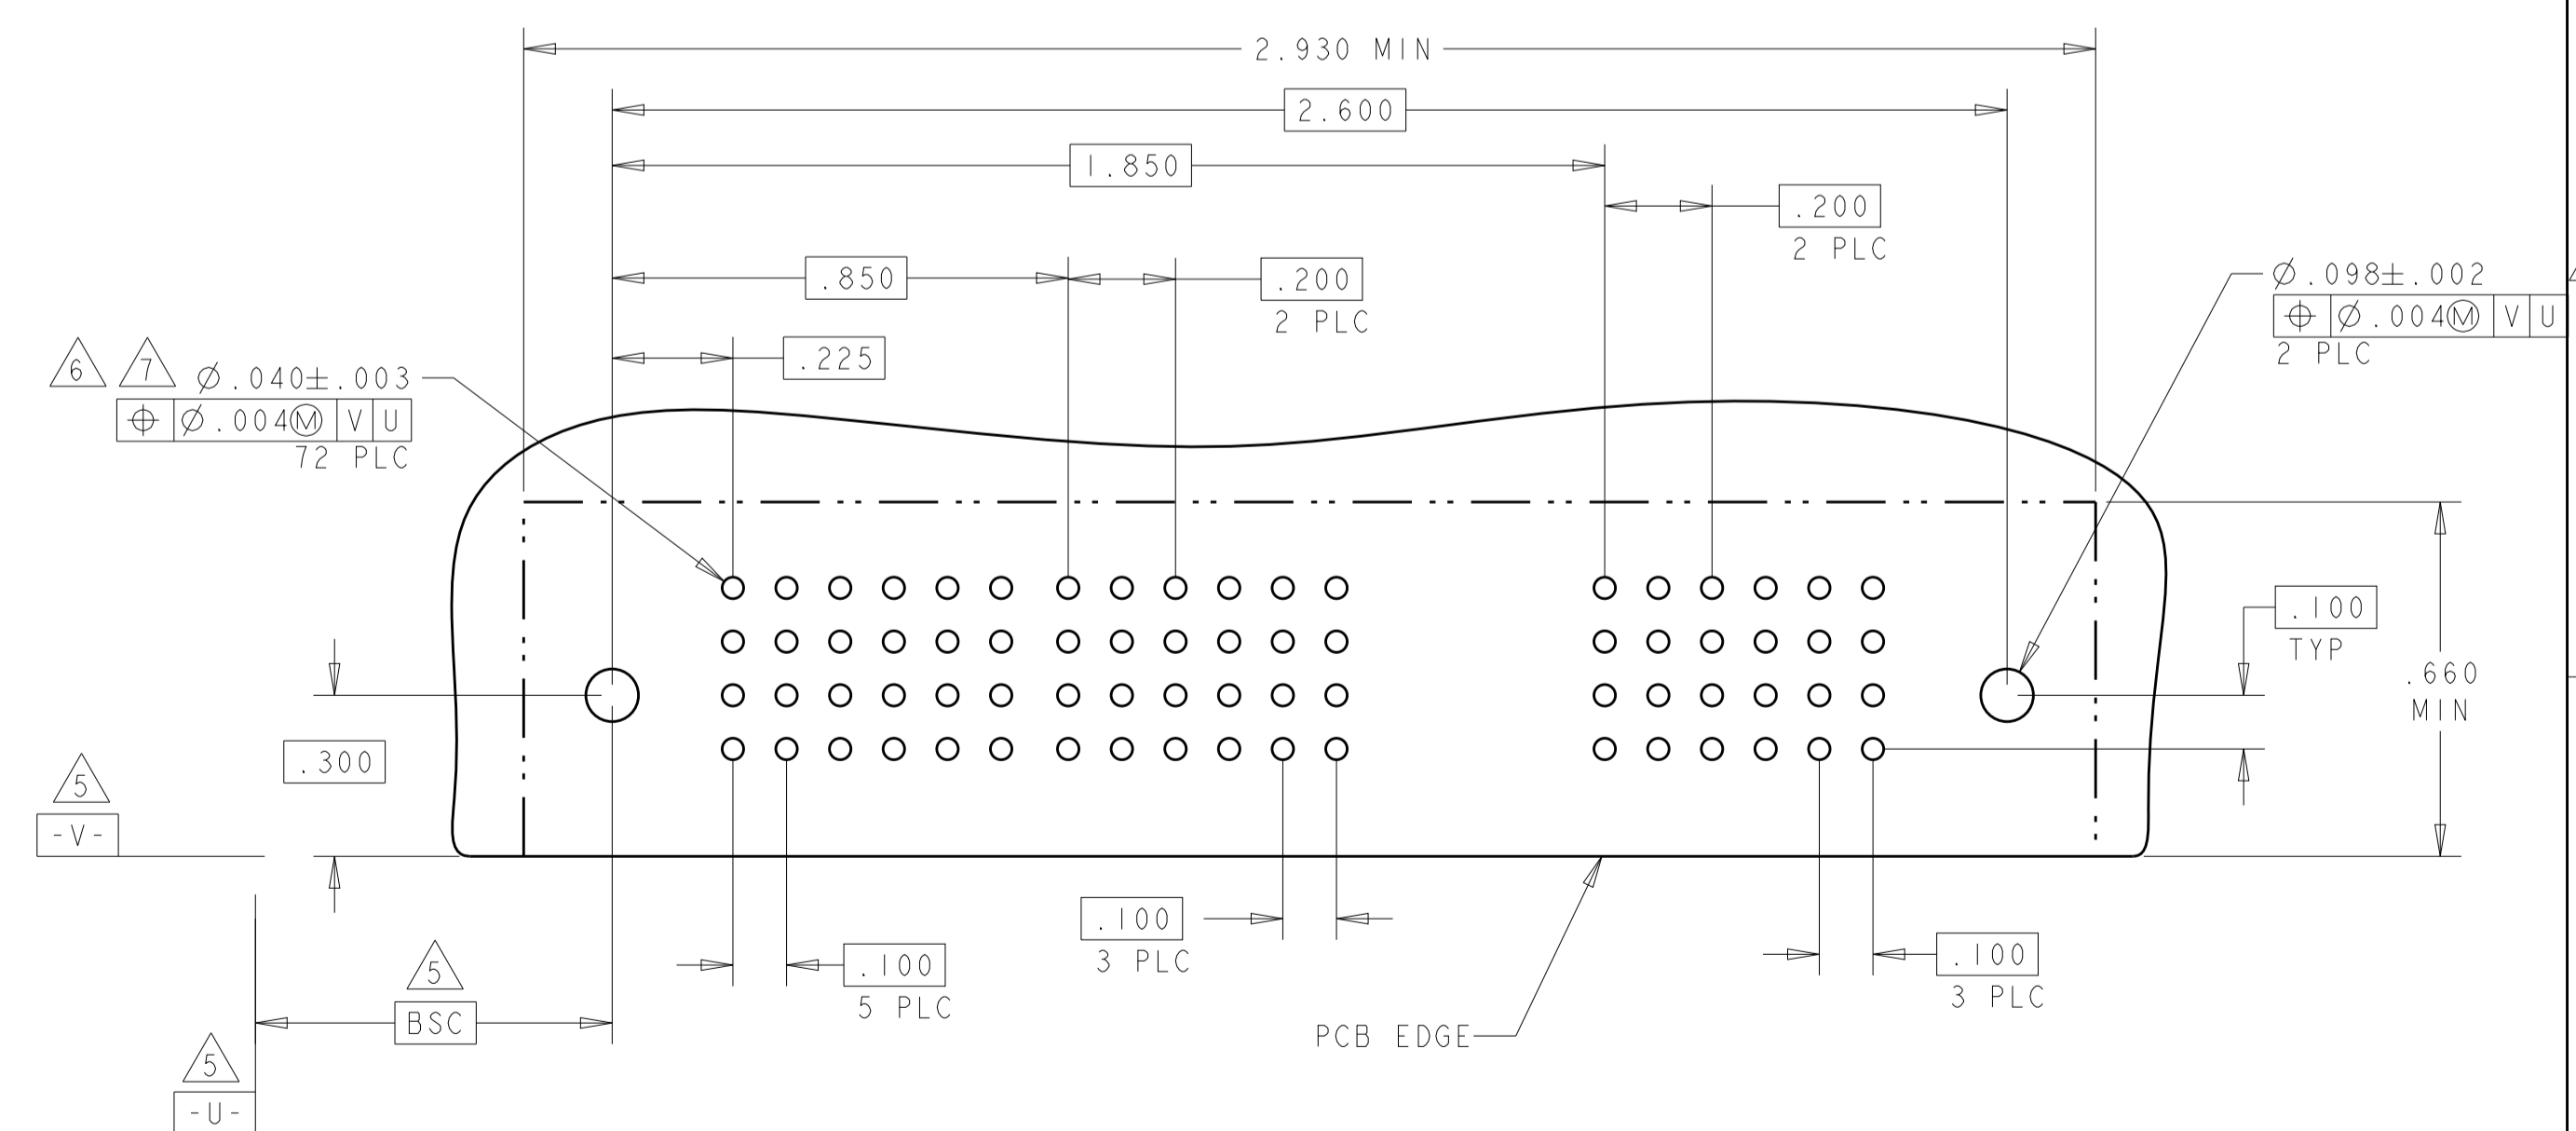 2.930 MIN
2.600
1.850
.200
2 PLC
.850
.200
2 PLC
Ø.098±.002
⌖ Ø.004Ⓜ V U
2 PLC
.225
6 7 Ø.040±.003
⌖ Ø.004Ⓜ V U
72 PLC
.100
TYP
.660
MIN
.300
5
-V-
.100
3 PLC
.100
5 PLC
.100
3 PLC
5
BSC
PCB EDGE
5
-U-